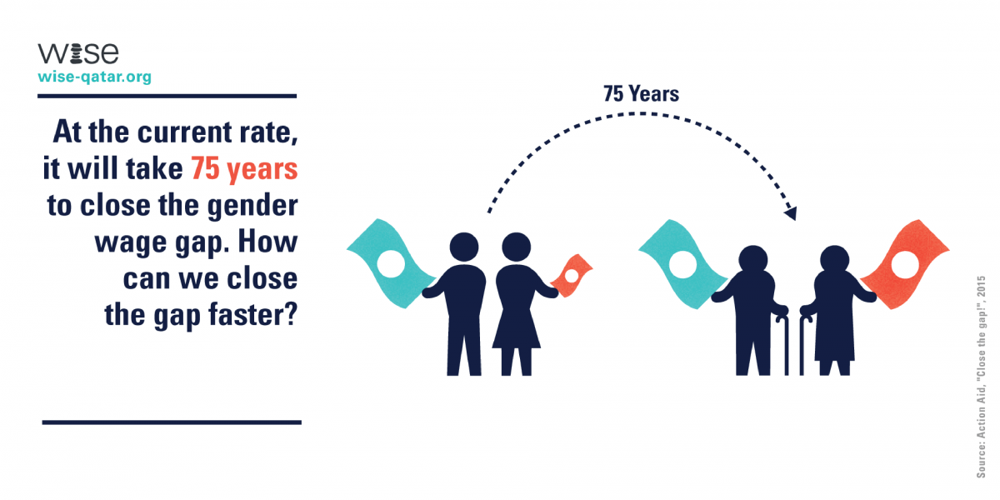 wise
wise-qatar.org
At the current rate,
it will take 75 years
to close the gender
wage gap. How
can we close
the gap faster?
75 Years
Source: Action Aid, "Close the gap!", 2015